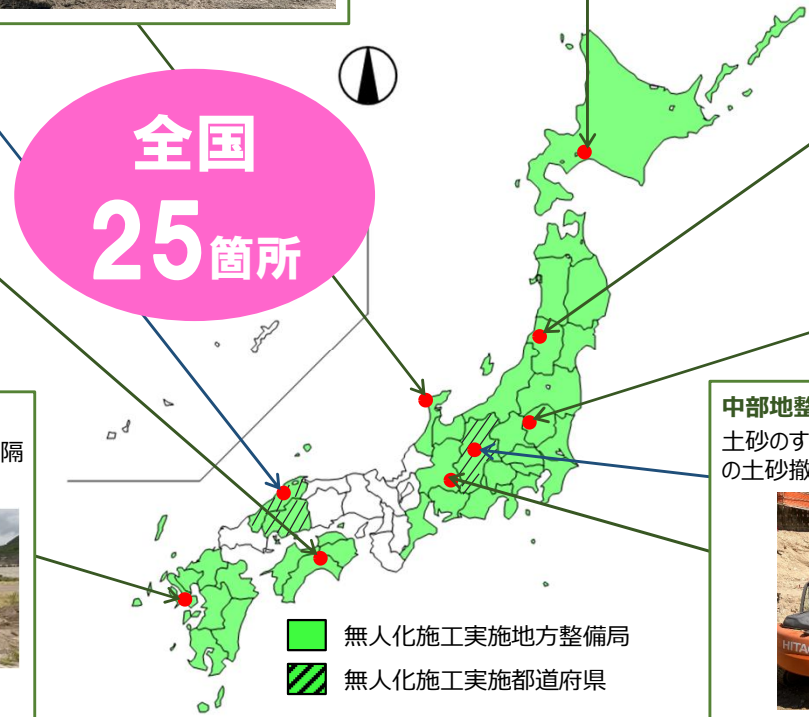 全国
25箇所
隔
中部地整
土砂のす
の土砂撤
HITA
無人化施工実施地方整備局
無人化施工実施都道府県